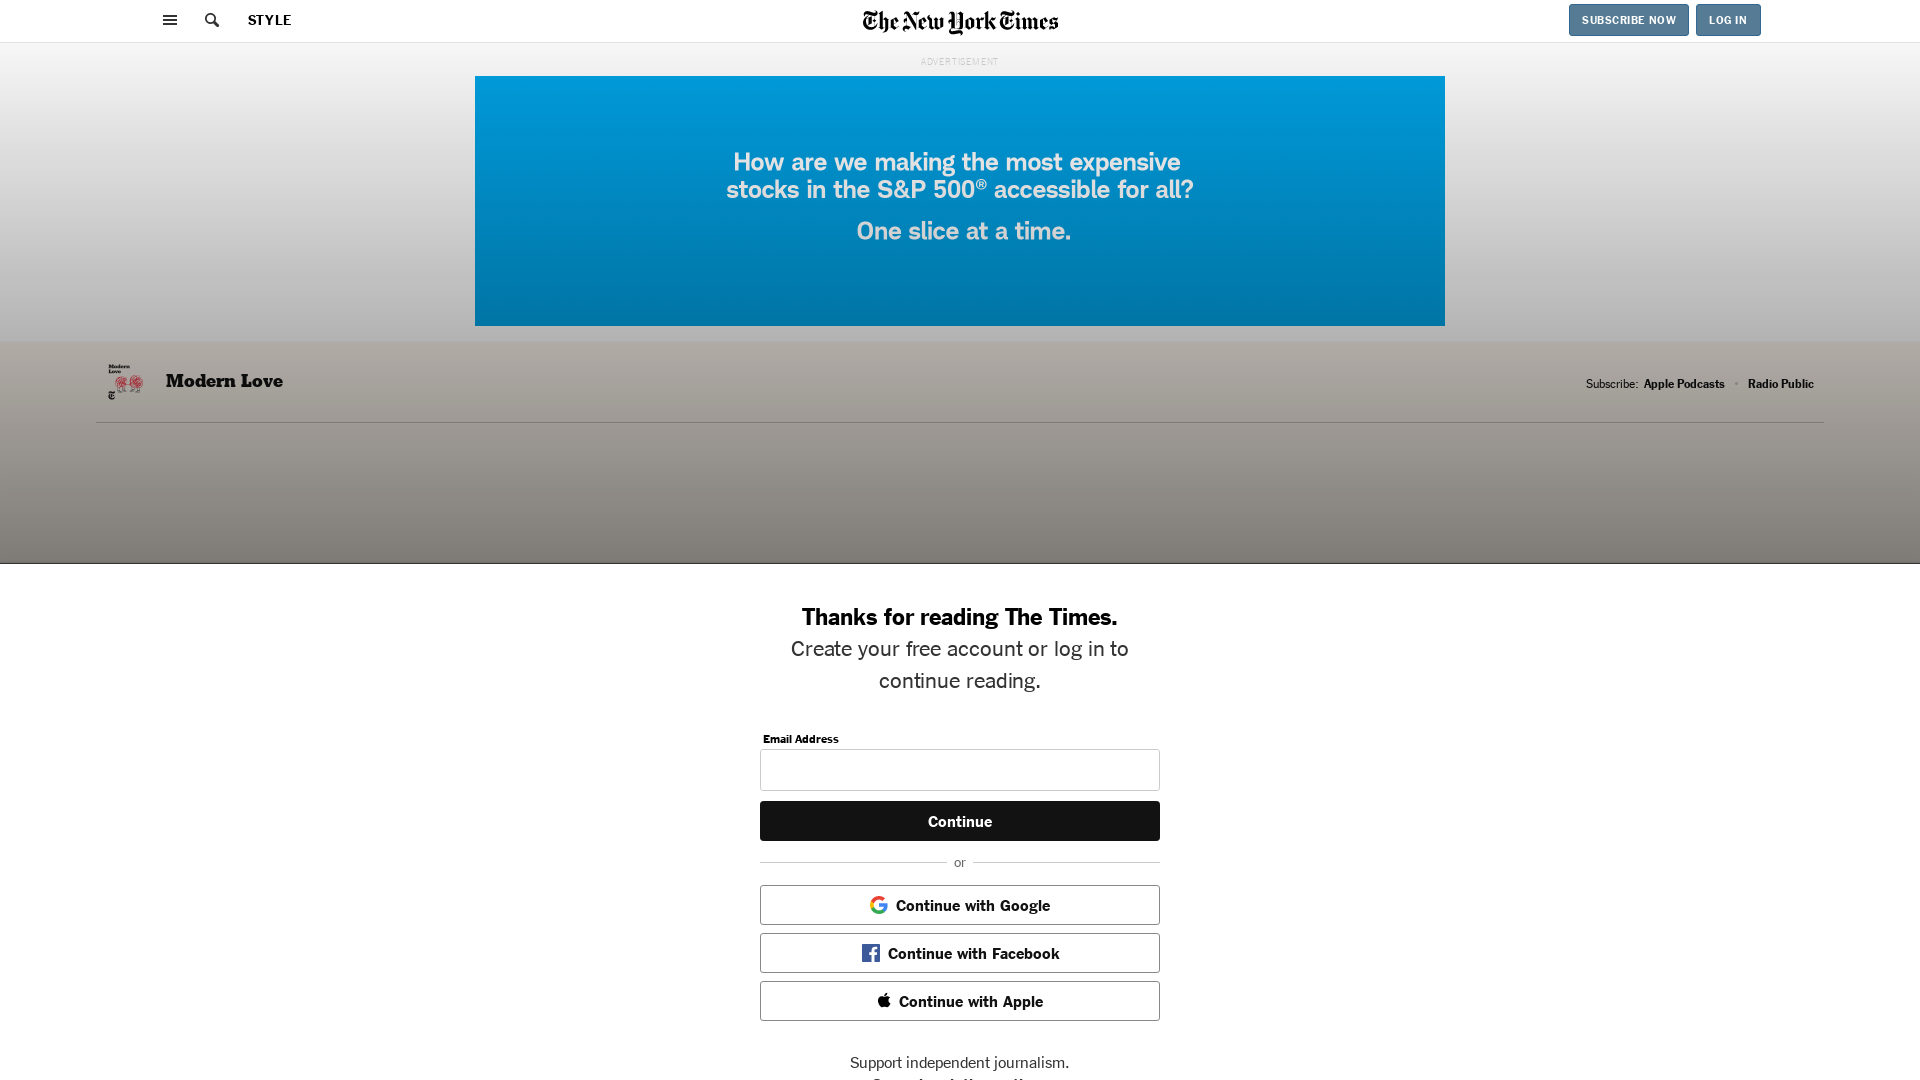 STYLE
The New York Times
SUBSCRIBE NOW
LOG IN
ADVERTISEMENT
How are we making the most expensive
stocks in the S&P 500® accessible for all?
One slice at a time.
Modern Love
Modern Love
Subscribe: Apple Podcasts • Radio Public
Thanks for reading The Times.
Create your free account or log in to
continue reading.
Email Address
Continue
or
Continue with Google
Continue with Facebook
Continue with Apple
Support independent journalism.